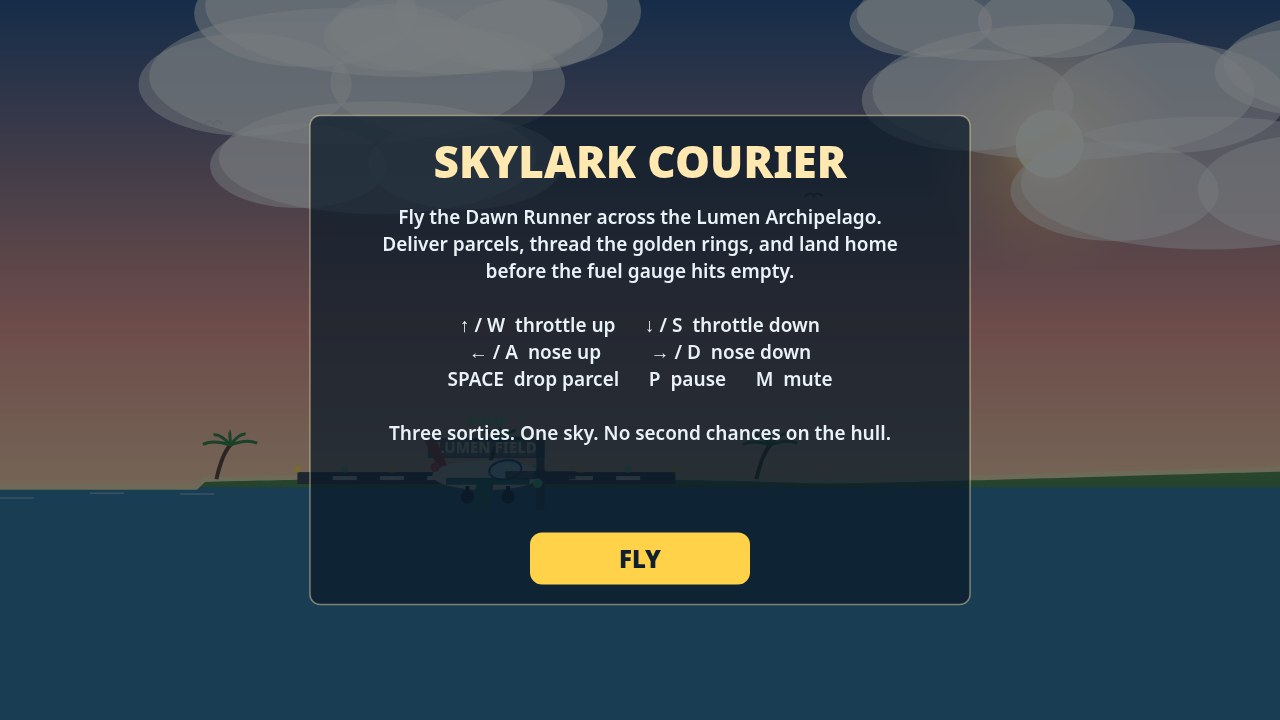 SKYLARK COURIER
Fly the Dawn Runner across the Lumen Archipelago.
Deliver parcels, thread the golden rings, and land home
before the fuel gauge hits empty.
↑ / W throttle up ↓ / S throttle down
← / A nose up → / D nose down
SPACE drop parcel P pause M mute
Three sorties. One sky. No second chances on the hull.
LUMEN FIELD
FLY